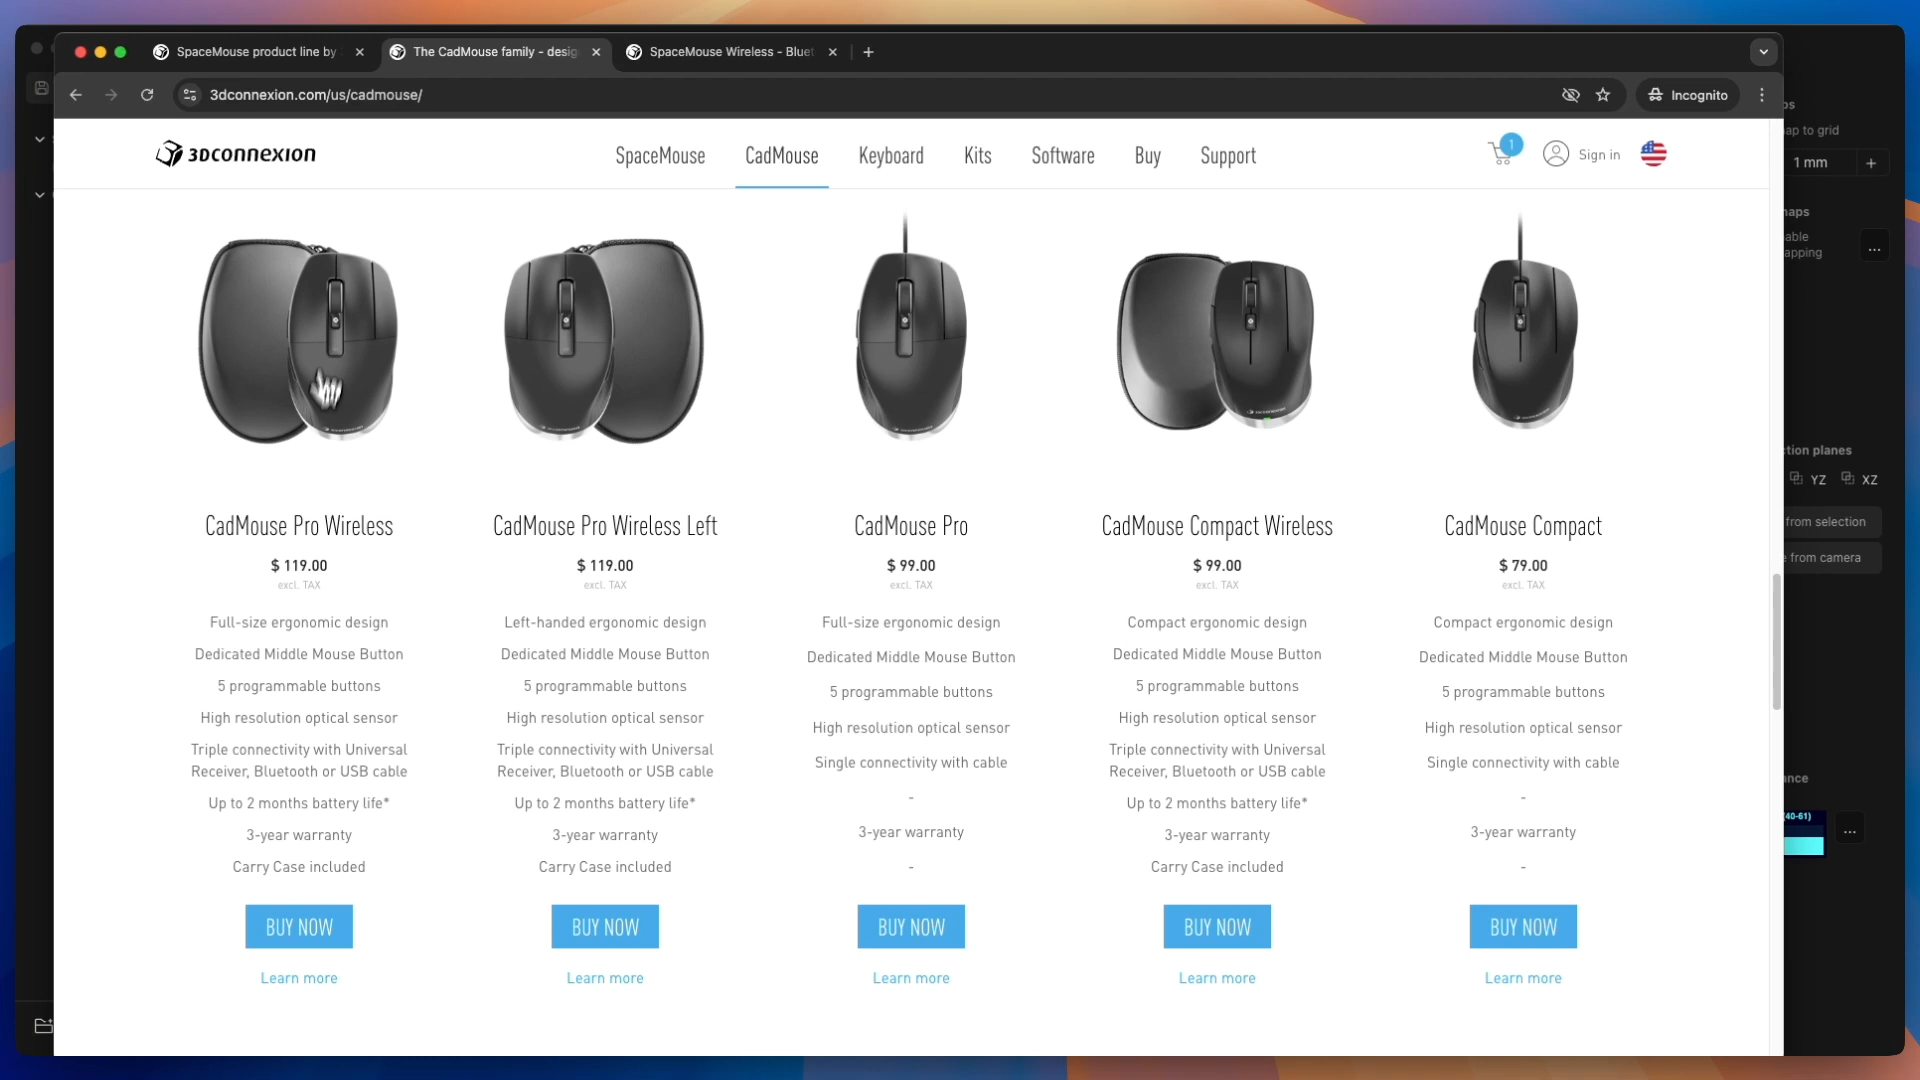 SpaceMouse product line by
The CadMouse family - desig
SpaceMouse Wireless - Bluet
3dconnexion.com/us/cadmouse/
Incognito
3DCONNEXION
SpaceMouse
CadMouse
Keyboard
Kits
Software
Buy
Support
1
Sign in
CadMouse Pro Wireless
$ 119.00
excl. TAX
Full-size ergonomic design
Dedicated Middle Mouse Button
5 programmable buttons
High resolution optical sensor
Triple connectivity with Universal
Receiver, Bluetooth or USB cable
Up to 2 months battery life*
3-year warranty
Carry Case included
BUY NOW
Learn more
CadMouse Pro Wireless Left
$ 119.00
excl. TAX
Left-handed ergonomic design
Dedicated Middle Mouse Button
5 programmable buttons
High resolution optical sensor
Triple connectivity with Universal
Receiver, Bluetooth or USB cable
Up to 2 months battery life*
3-year warranty
Carry Case included
BUY NOW
Learn more
CadMouse Pro
$ 99.00
excl. TAX
Full-size ergonomic design
Dedicated Middle Mouse Button
5 programmable buttons
High resolution optical sensor
Single connectivity with cable
-
3-year warranty
-
BUY NOW
Learn more
CadMouse Compact Wireless
$ 99.00
excl. TAX
Compact ergonomic design
Dedicated Middle Mouse Button
5 programmable buttons
High resolution optical sensor
Triple connectivity with Universal
Receiver, Bluetooth or USB cable
Up to 2 months battery life*
3-year warranty
Carry Case included
BUY NOW
Learn more
CadMouse Compact
$ 79.00
excl. TAX
Compact ergonomic design
Dedicated Middle Mouse Button
5 programmable buttons
High resolution optical sensor
Single connectivity with cable
-
3-year warranty
-
BUY NOW
Learn more
ps
ap to grid
1 mm
naps
able
apping
ction planes
YZ
XZ
from selection
e from camera
ance
(40-61)